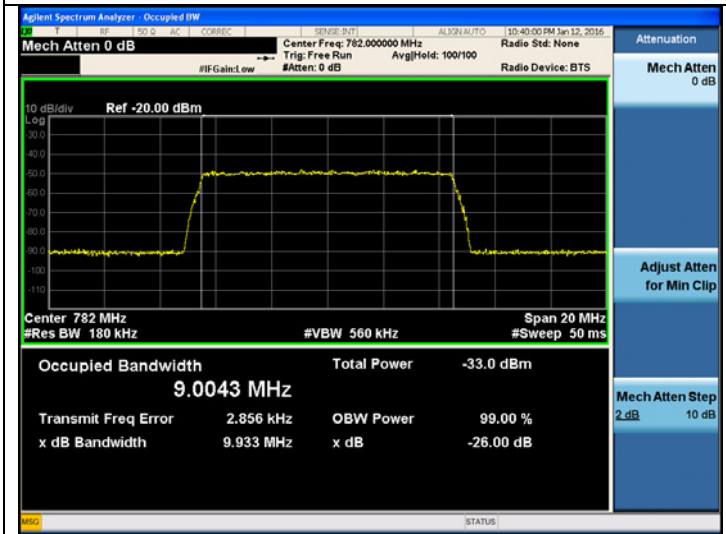 Agilent Spectrum Analyzer - Occupied BW
T RF 50 Ω AC CORREC SENSE:INT ALIGN AUTO 10:40:00 PM Jan 12, 2016
Mech Atten 0 dB
Center Freq: 782.000000 MHz
Radio Std: None
Trig: Free Run Avg|Hold: 100/100
#IFGain:Low
#Atten: 0 dB
Radio Device: BTS
10 dB/div Ref -20.00 dBm
Log
-30.0
-40.0
-50.0
-60.0
-70.0
-80.0
-90.0
-100
-110
Center 782 MHz
Span 20 MHz
#Res BW 180 kHz
#VBW 560 kHz
#Sweep 50 ms
Occupied Bandwidth
9.0043 MHz
Total Power -33.0 dBm
Transmit Freq Error 2.856 kHz
OBW Power 99.00 %
x dB Bandwidth 9.933 MHz
x dB -26.00 dB
MSG
STATUS
Attenuation
Mech Atten
0 dB
Adjust Atten
for Min Clip
Mech Atten Step
2 dB 10 dB